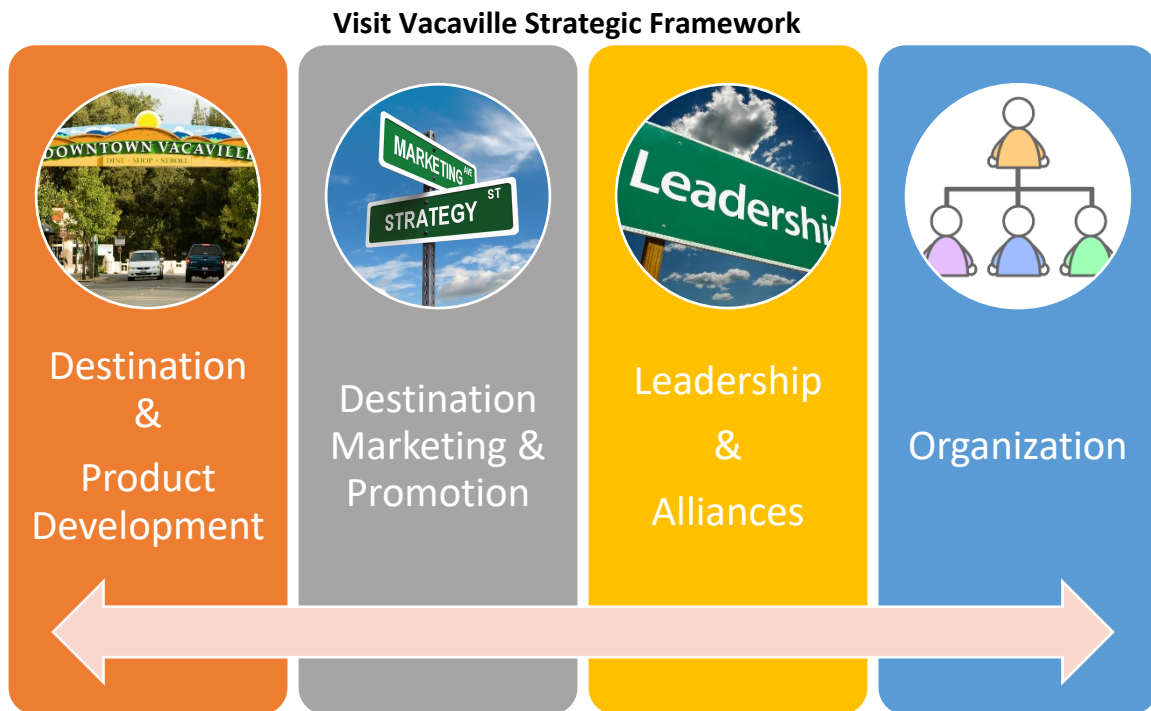 Visit Vacaville Strategic Framework
DOWNTOWN VACAVILLE
DINE • SHOP • STROLL
Destination
&
Product
Development
MARKETING AVE
STRATEGY ST
Destination
Marketing &
Promotion
Leadership
Leadership
&
Alliances
Organization